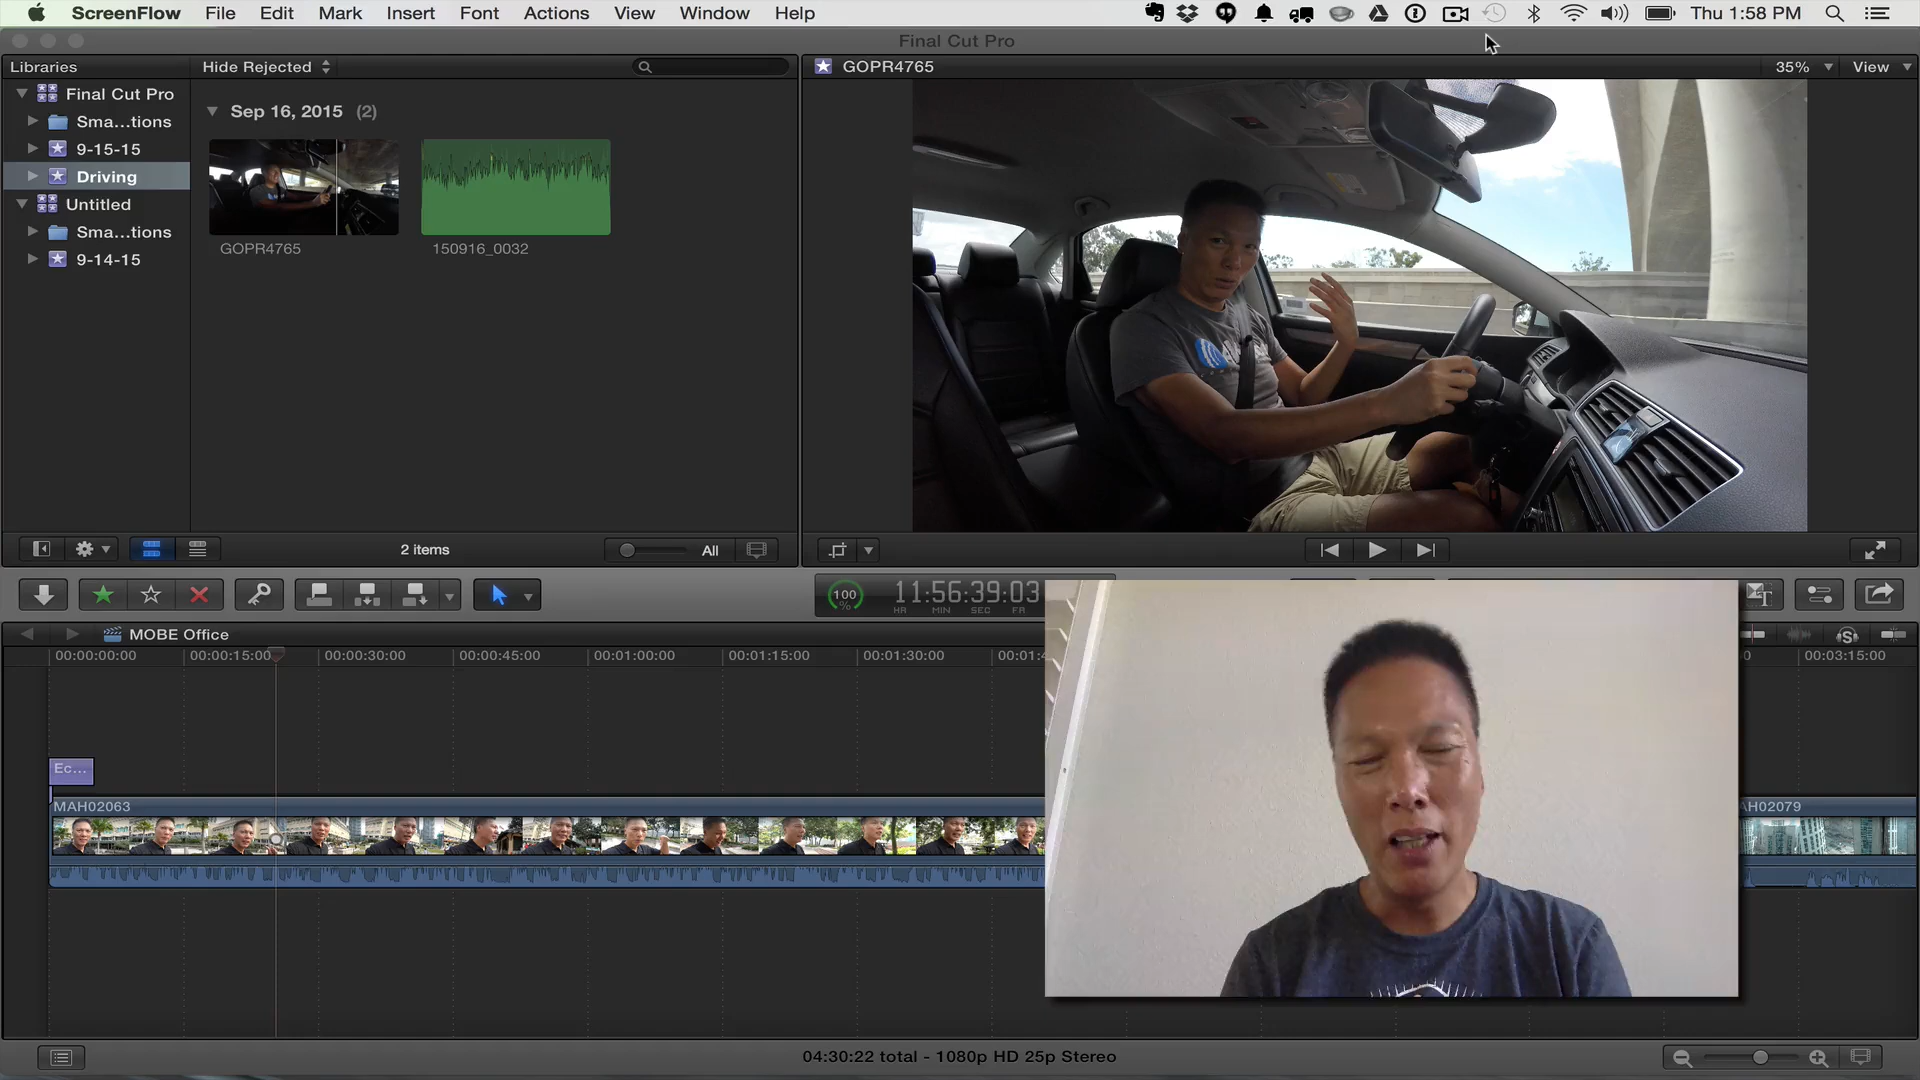 ScreenFlow File Edit Mark Insert Font Actions View Window Help Thu 1:58 PM
Final Cut Pro
Libraries Hide Rejected GOPR4765 35% View
Final Cut Pro
Sep 16, 2015 (2)
Sma...tions
9-15-15
Driving
Untitled
Sma...tions
9-14-15
GOPR4765 150916_0032
2 items All
100 % 11:56:39:03
HR MIN SEC FR
MOBE Office
00:00:00:00 00:00:15:00 00:00:30:00 00:00:45:00 00:01:00:00 00:01:15:00 00:01:30:00 00:01:4 0 00:03:15:00
Ec...
MAH02063 AH02079
04:30:22 total - 1080p HD 25p Stereo